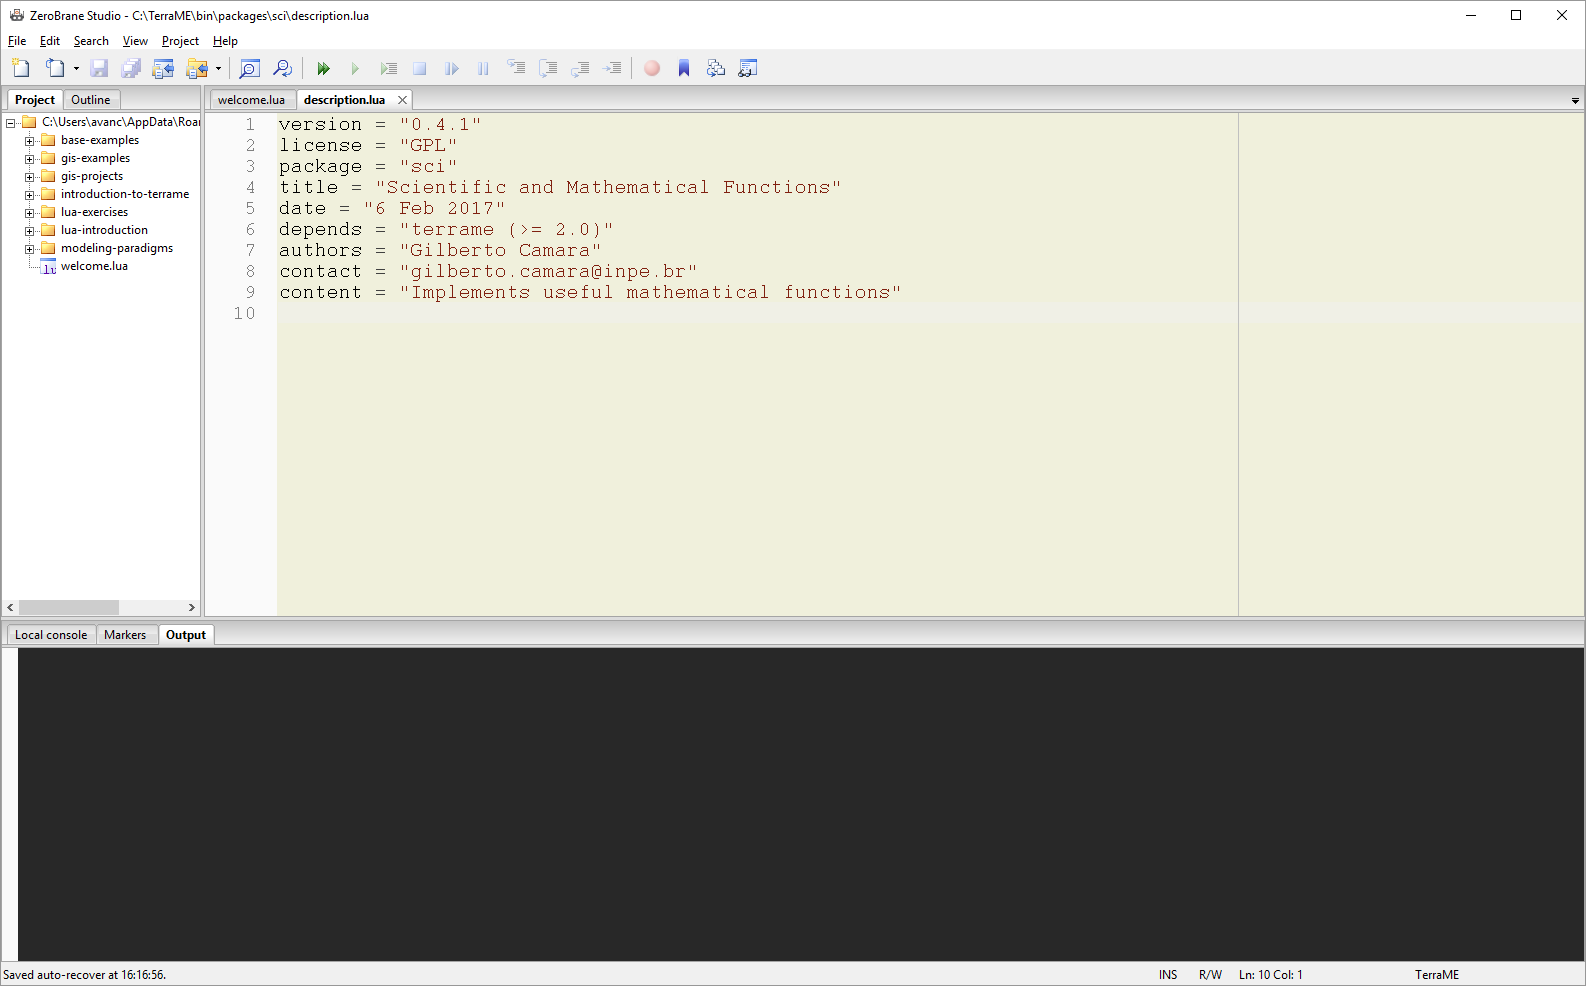 ZeroBrane Studio - C:\TerraME\bin\packages\sci\description.lua
File Edit Search View Project Help
Project Outline
welcome.lua description.lua
C:\Users\avanc\AppData\Roar
base-examples
gis-examples
gis-projects
introduction-to-terrame
lua-exercises
lua-introduction
modeling-paradigms
welcome.lua
1 version = "0.4.1"
2 license = "GPL"
3 package = "sci"
4 title = "Scientific and Mathematical Functions"
5 date = "6 Feb 2017"
6 depends = "terrame (>= 2.0)"
7 authors = "Gilberto Camara"
8 contact = "gilberto.camara@inpe.br"
9 content = "Implements useful mathematical functions"
10
Local console Markers Output
Saved auto-recover at 16:16:56. INS R/W Ln: 10 Col: 1 TerraME